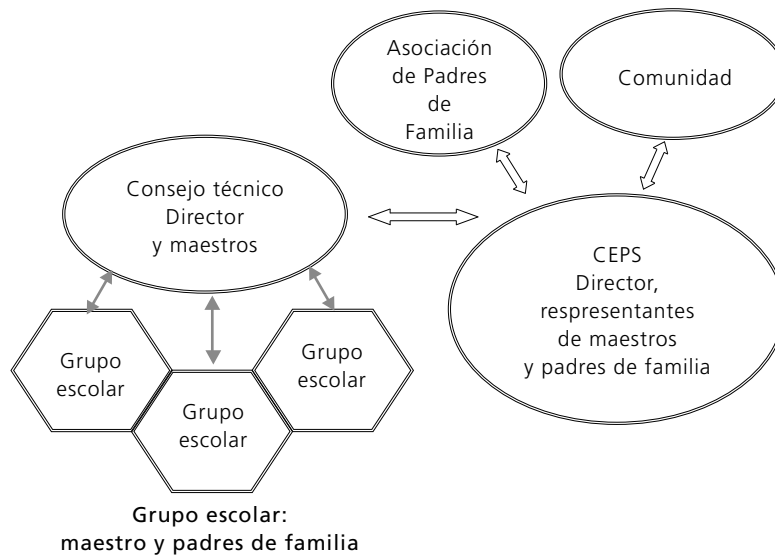 Asociación
de Padres
de
Familia
Comunidad
Consejo técnico
Director
y maestros
CEPS
Director,
respresentantes
de maestros
y padres de familia
Grupo
escolar
Grupo
escolar
Grupo
escolar
Grupo escolar:
maestro y padres de familia